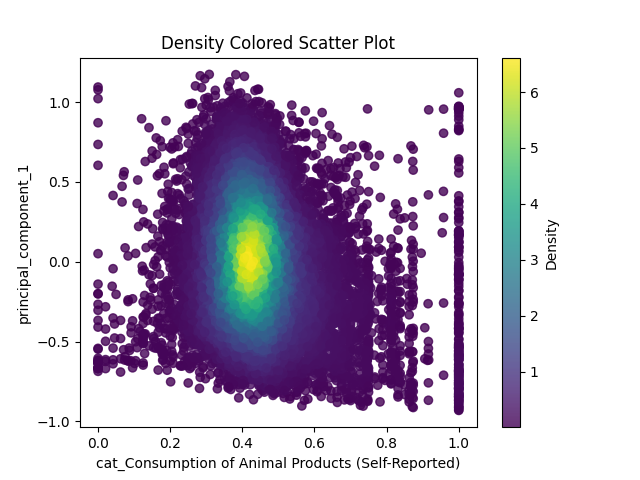 Density Colored Scatter Plot
principal_component_1
1.0
0.5
0.0
−0.5
−1.0
0.0 0.2 0.4 0.6 0.8 1.0
cat_Consumption of Animal Products (Self-Reported)
6
5
4
3
2
1
Density